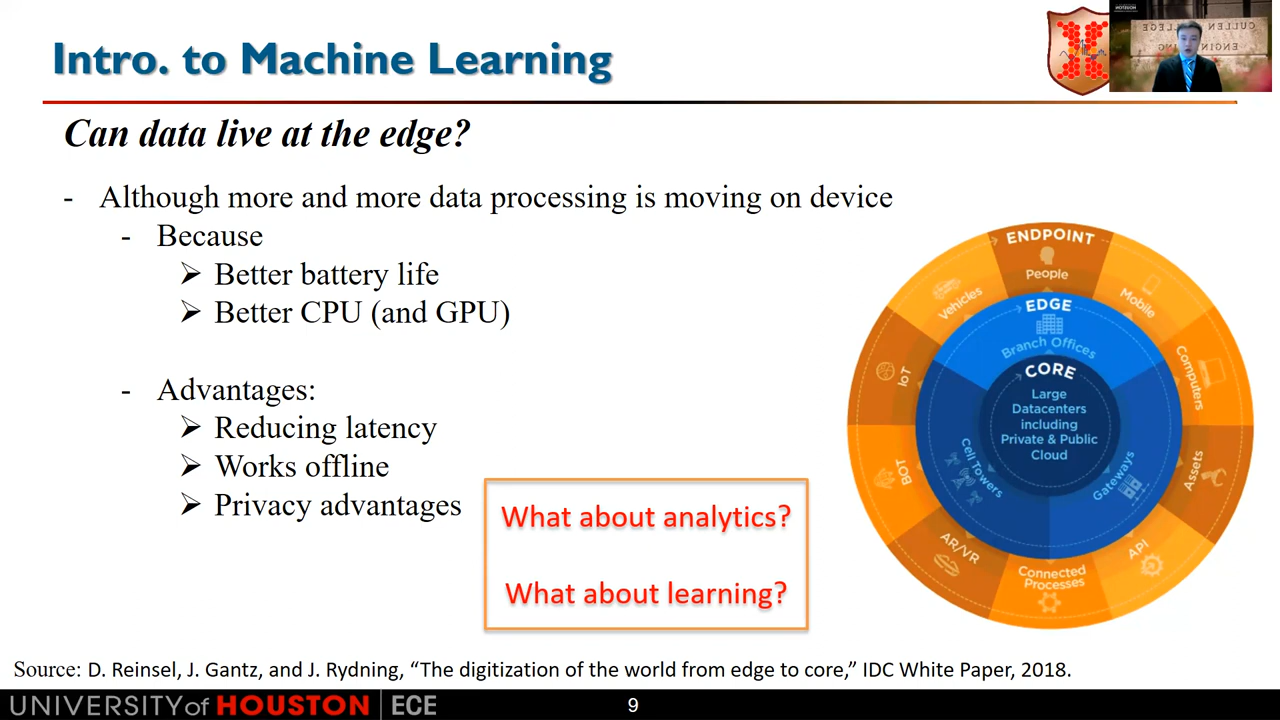 Intro. to Machine Learning
Can data live at the edge?
- Although more and more data processing is moving on device
- Because
➢ Better battery life
➢ Better CPU (and GPU)
- Advantages:
➢ Reducing latency
➢ Works offline
➢ Privacy advantages
What about analytics?
What about learning?
ENDPOINT
People
Mobile
Computers
Assets
API
Connected
Processes
AR/VR
BOT
IoT
Vehicles
EDGE
Branch Offices
Gateways
Cell Towers
CORE
Large
Datacenters
including
Private & Public
Cloud
Source: D. Reinsel, J. Gantz, and J. Rydning, “The digitization of the world from edge to core,” IDC White Paper, 2018.
UNIVERSITY of HOUSTON | ECE
9
CULLEN COLLEGE